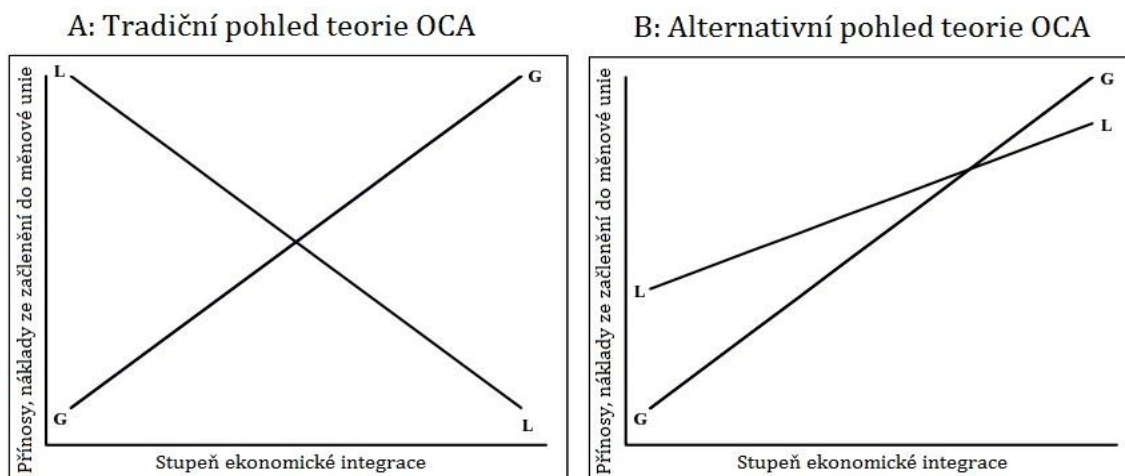 A: Tradiční pohled teorie OCA
Přínosy, náklady ze začlenění do měnové unie
L
G
G
L
Stupeň ekonomické integrace
B: Alternativní pohled teorie OCA
Přínosy, náklady ze začlenění do měnové unie
G
L
L
G
Stupeň ekonomické integrace